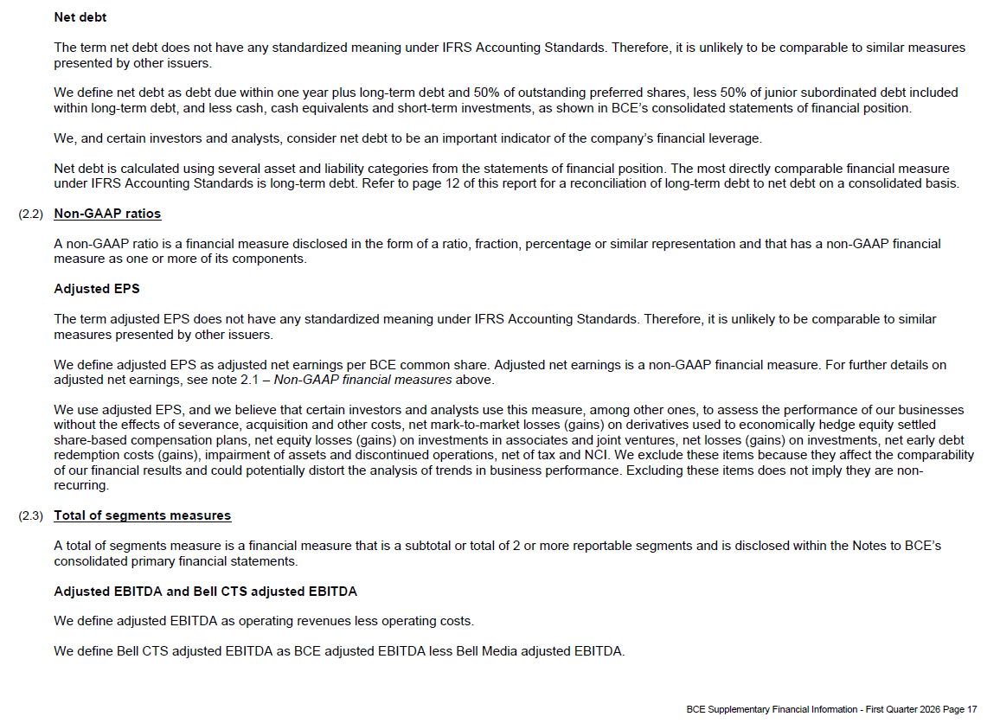 Net debt
The term net debt does not have any standardized meaning under IFRS Accounting Standards. Therefore, it is unlikely to be comparable to similar measures
presented by other issuers.
We define net debt as debt due within one year plus long-term debt and 50% of outstanding preferred shares, less 50% of junior subordinated debt included
within long-term debt, and less cash, cash equivalents and short-term investments, as shown in BCE's consolidated statements of financial position.
We, and certain investors and analysts, consider net debt to be an important indicator of the company's financial leverage.
Net debt is calculated using several asset and liability categories from the statements of financial position. The most directly comparable financial measure
under IFRS Accounting Standards is long-term debt. Refer to page 12 of this report for a reconciliation of long-term debt to net debt on a consolidated basis.
(2.2) Non-GAAP ratios
A non-GAAP ratio is a financial measure disclosed in the form of a ratio, fraction, percentage or similar representation and that has a non-GAAP financial
measure as one or more of its components.
Adjusted EPS
The term adjusted EPS does not have any standardized meaning under IFRS Accounting Standards. Therefore, it is unlikely to be comparable to similar
measures presented by other issuers.
We define adjusted EPS as adjusted net earnings per BCE common share. Adjusted net earnings is a non-GAAP financial measure. For further details on
adjusted net earnings, see note 2.1 – Non-GAAP financial measures above.
We use adjusted EPS, and we believe that certain investors and analysts use this measure, among other ones, to assess the performance of our businesses
without the effects of severance, acquisition and other costs, net mark-to-market losses (gains) on derivatives used to economically hedge equity settled
share-based compensation plans, net equity losses (gains) on investments in associates and joint ventures, net losses (gains) on investments, net early debt
redemption costs (gains), impairment of assets and discontinued operations, net of tax and NCI. We exclude these items because they affect the comparability
of our financial results and could potentially distort the analysis of trends in business performance. Excluding these items does not imply they are non-
recurring.
(2.3) Total of segments measures
A total of segments measure is a financial measure that is a subtotal or total of 2 or more reportable segments and is disclosed within the Notes to BCE's
consolidated primary financial statements.
Adjusted EBITDA and Bell CTS adjusted EBITDA
We define adjusted EBITDA as operating revenues less operating costs.
We define Bell CTS adjusted EBITDA as BCE adjusted EBITDA less Bell Media adjusted EBITDA.
BCE Supplementary Financial Information - First Quarter 2026 Page 17